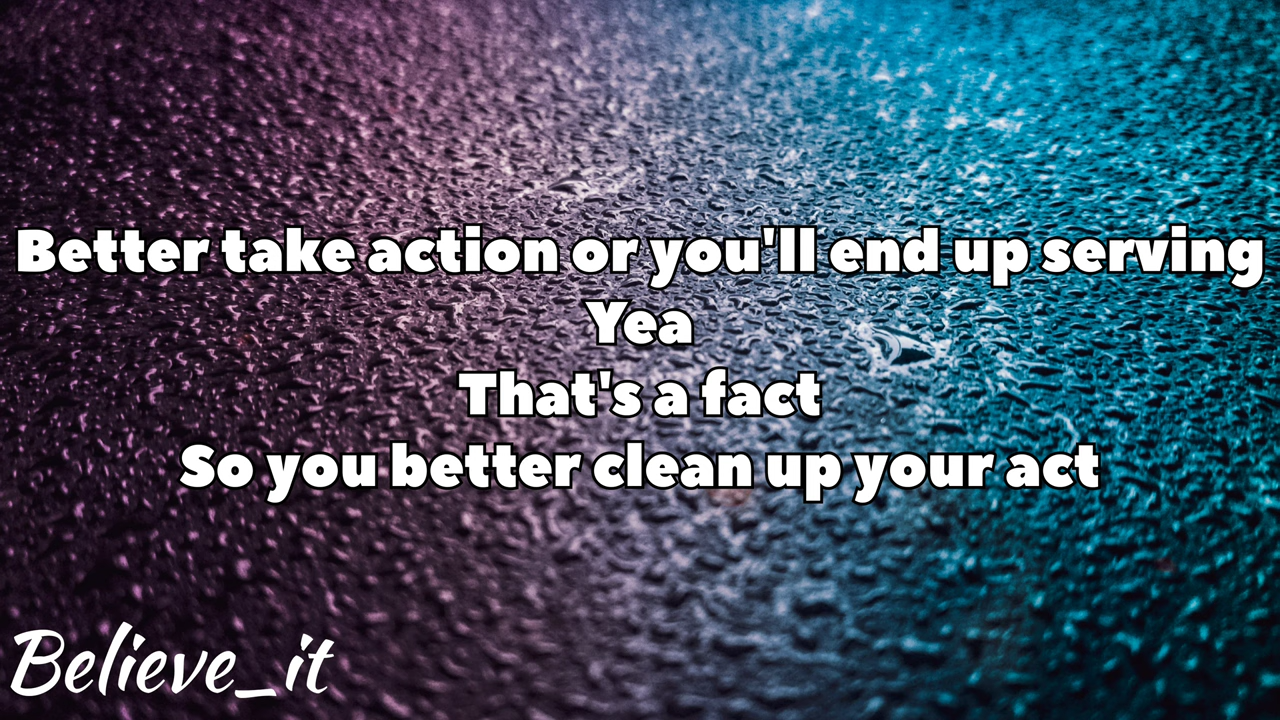 Better take action or you'll end up serving
Yea
That's a fact
So you better clean up your act
Believe_it